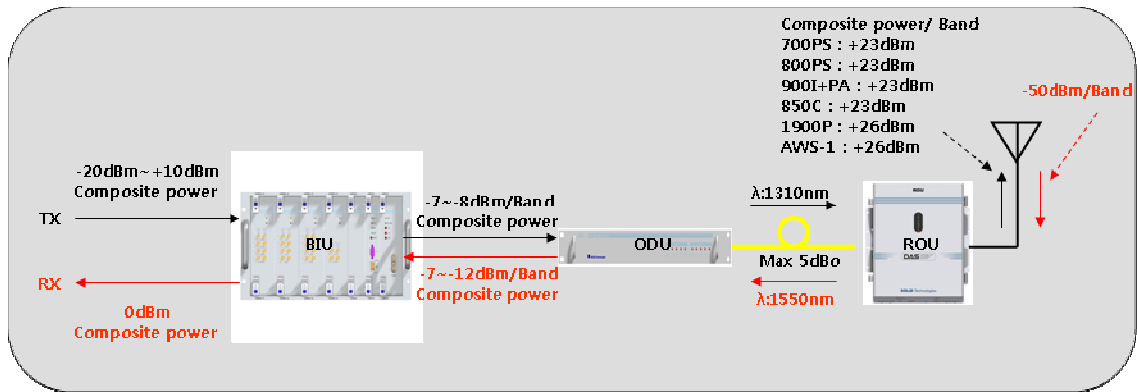 Composite power/ Band
700PS : +23dBm
800PS : +23dBm
900I+PA : +23dBm
850C : +23dBm
1900P : +26dBm
AWS-1 : +26dBm
-50dBm/Band
-20dBm~+10dBm
Composite power
TX
BIU
-7~-8dBm/Band
Composite power
ODU
λ:1310nm
Max 5dBo
λ:1550nm
ROU
RX
0dBm
Composite power
-7~-12dBm/Band
Composite power
DAS